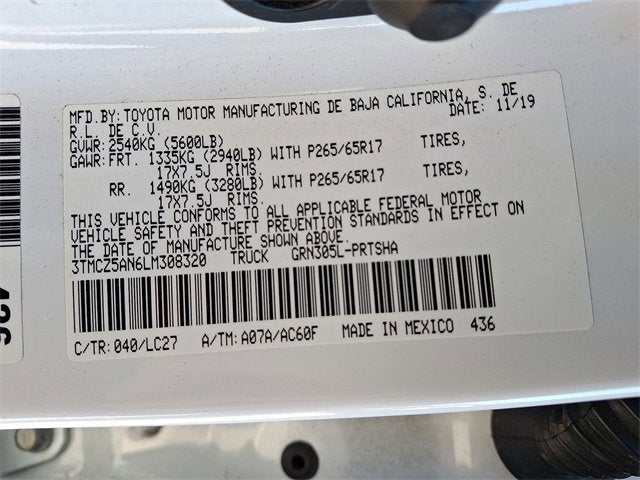 MFD.BY:TOYOTA MOTOR MANUFACTURING DE BAJA CALIFORNIA, S. DE
R.L. DE C.V. DATE: 11/19
GVWR:2540KG (5600LB)
GAWR:FRT. 1335KG (2940LB) WITH P265/65R17 TIRES,
17X7.5J RIMS.
RR. 1490KG (3280LB) WITH P265/65R17 TIRES,
17X7.5J RIMS.
THIS VEHICLE CONFORMS TO ALL APPLICABLE FEDERAL MOTOR
VEHICLE SAFETY AND THEFT PREVENTION STANDARDS IN EFFECT ON
THE DATE OF MANUFACTURE SHOWN ABOVE.
3TMCZ5AN6LM308320 TRUCK GRN305L-PRTSHA
C/TR:040/LC27 A/TM:A07A/AC60F MADE IN MEXICO 436